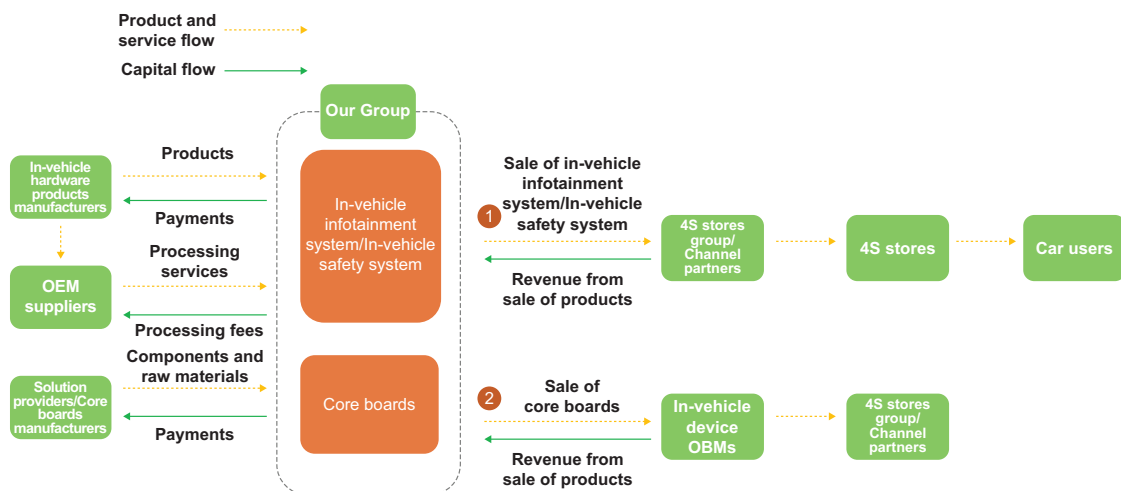 Product and
service flow
Capital flow
Our Group
In-vehicle
hardware
products
manufacturers
Products
Payments
Processing
services
OEM
suppliers
Processing fees
Components and
raw materials
Solution
providers/Core
boards
manufacturers
Payments
In-vehicle
infotainment
system/In-vehicle
safety system
Core boards
1
Sale of in-vehicle
infotainment
system/In-vehicle
safety system
Revenue from
sale of products
4S stores
group/
Channel
partners
4S stores
Car users
2
Sale of
core boards
Revenue from
sale of products
In-vehicle
device
OBMs
4S stores
group/
Channel
partners